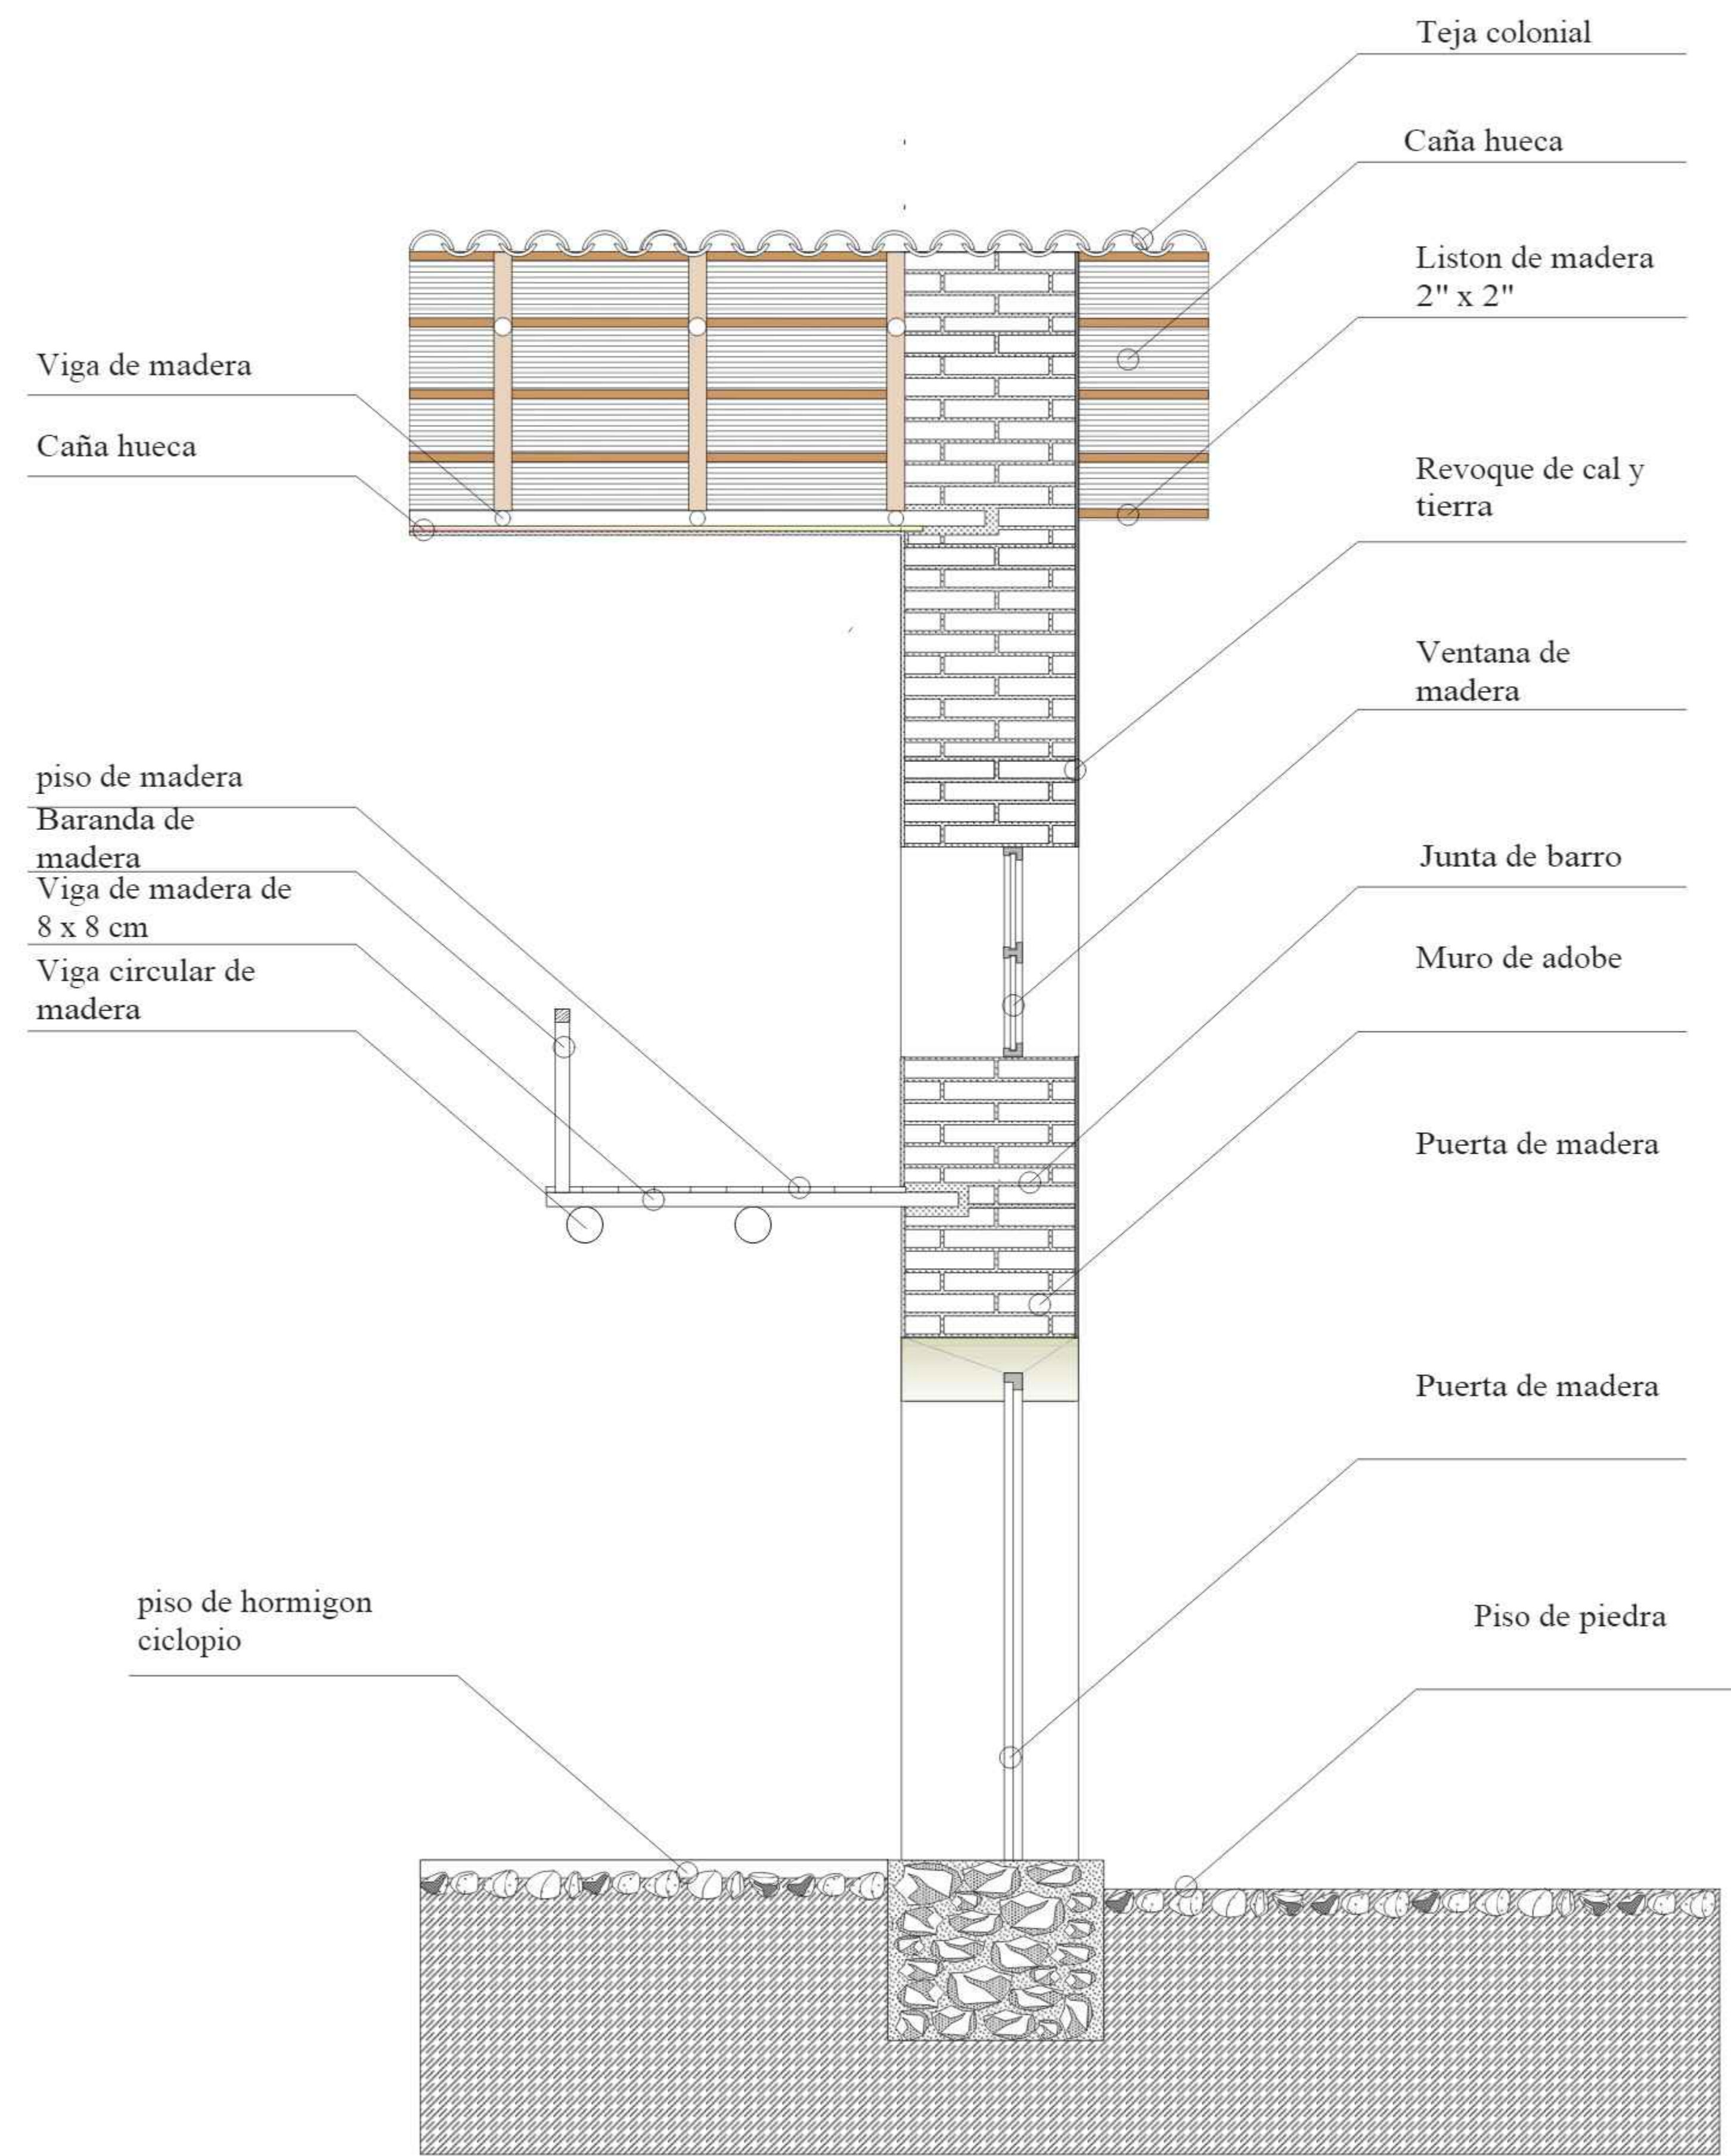 Teja colonial
Caña hueca
Liston de madera
2" x 2"
Viga de madera
Caña hueca
Revoque de cal y
tierra
Ventana de
madera
piso de madera
Baranda de
madera
Viga de madera de
8 x 8 cm
Viga circular de
madera
Junta de barro
Muro de adobe
Puerta de madera
Puerta de madera
piso de hormigon
ciclopio
Piso de piedra